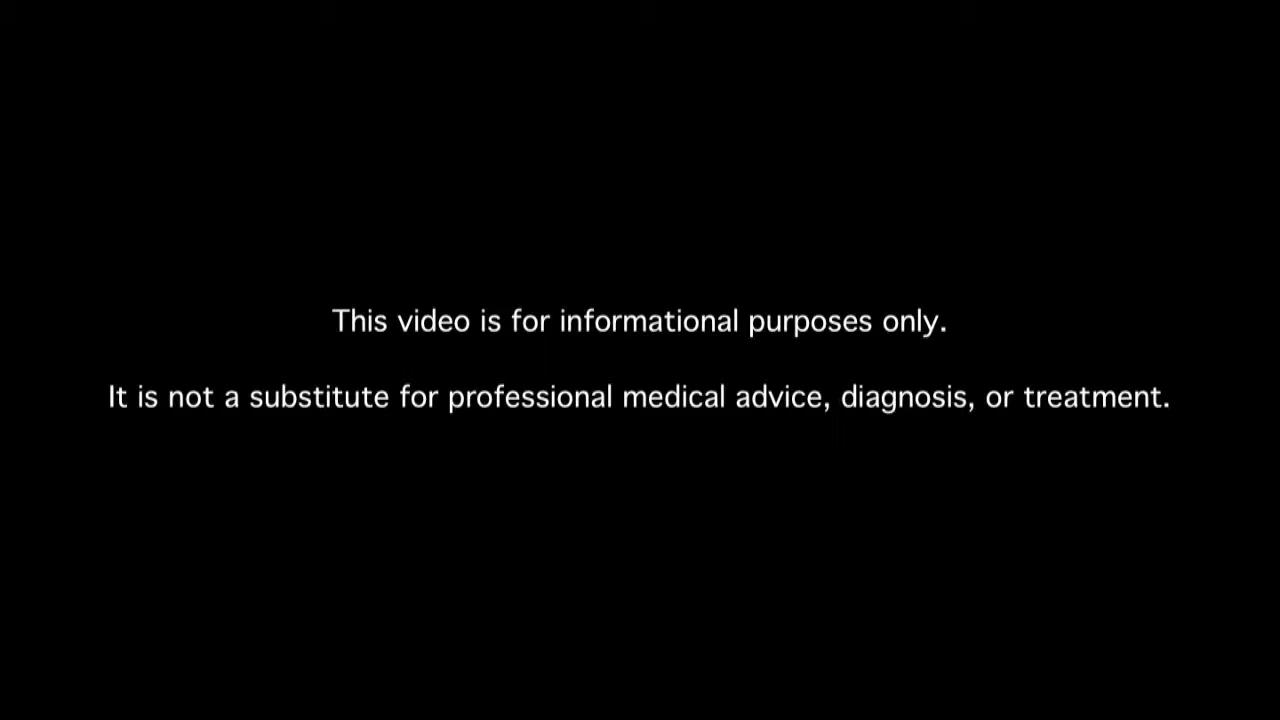 This video is for informational purposes only.
It is not a substitute for professional medical advice, diagnosis, or treatment.